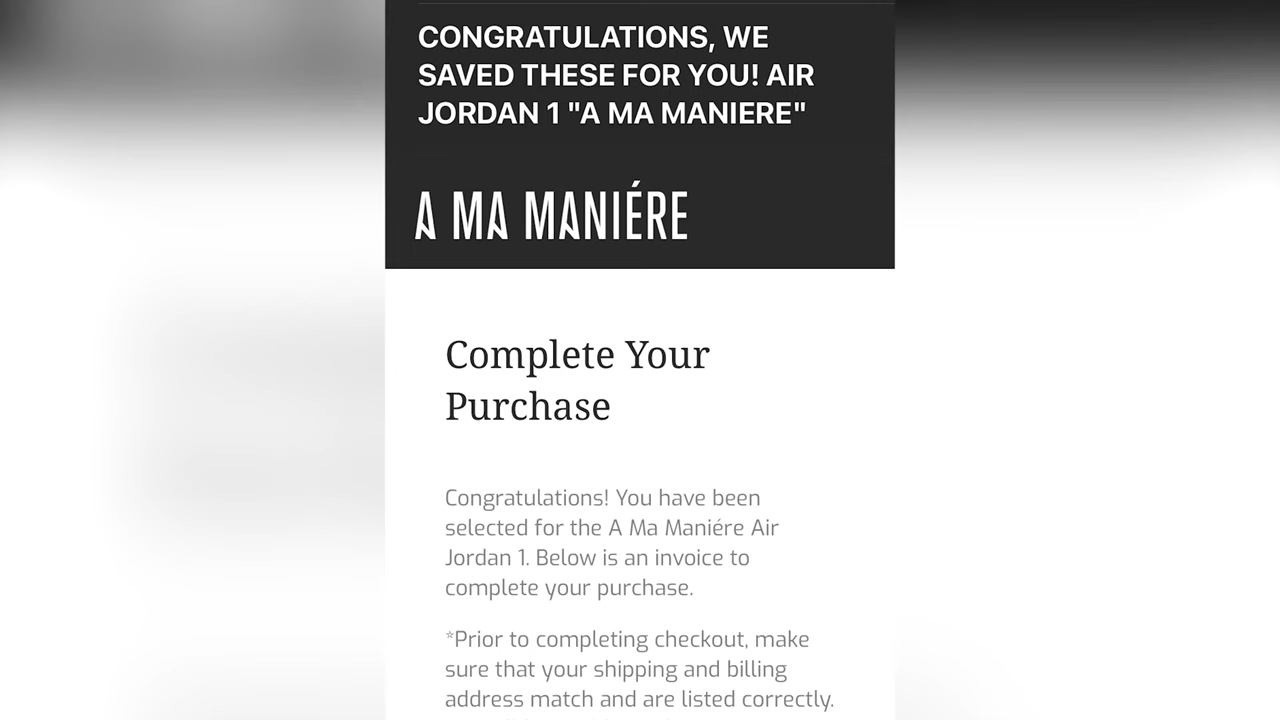 CONGRATULATIONS, WE
SAVED THESE FOR YOU! AIR
JORDAN 1 "A MA MANIERE"
A MA MANIÉRE
Complete Your
Purchase
Congratulations! You have been
selected for the A Ma Maniére Air
Jordan 1. Below is an invoice to
complete your purchase.
*Prior to completing checkout, make
sure that your shipping and billing
address match and are listed correctly.